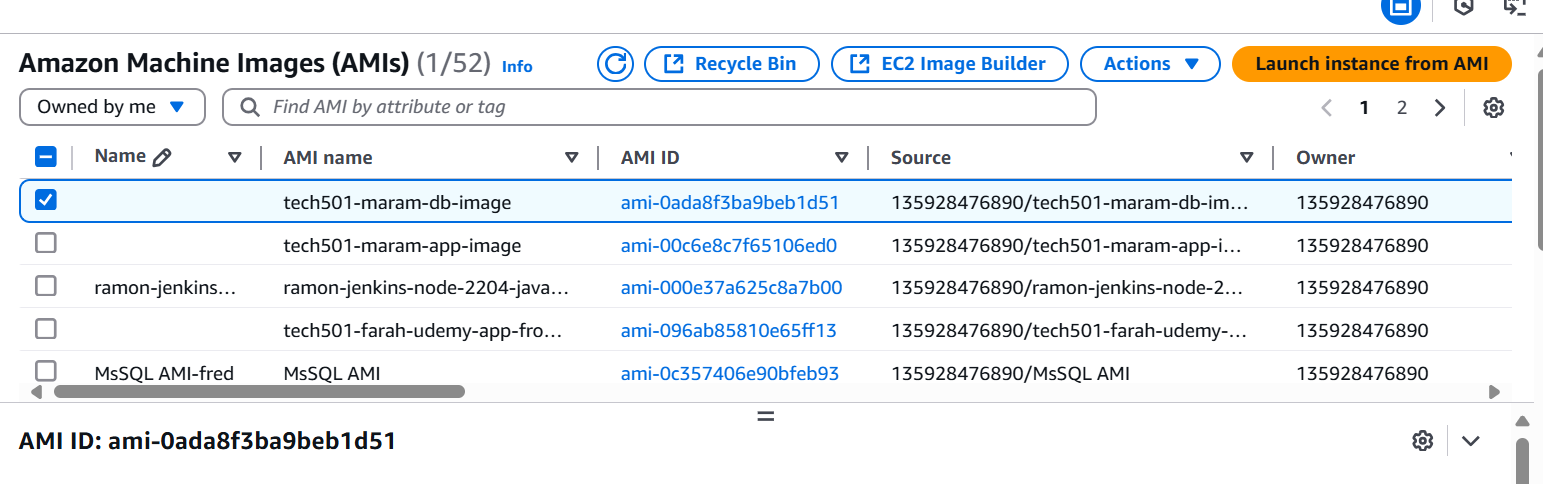 Amazon Machine Images (AMIs) (1/52) Info Recycle Bin EC2 Image Builder Actions Launch instance from AMI
Owned by me Find AMI by attribute or tag 1 2
Name AMI name AMI ID Source Owner
tech501-maram-db-image ami-0ada8f3ba9beb1d51 135928476890/tech501-maram-db-im... 135928476890
tech501-maram-app-image ami-00c6e8c7f65106ed0 135928476890/tech501-maram-app-i... 135928476890
ramon-jenkins... ramon-jenkins-node-2204-java... ami-000e37a625c8a7b00 135928476890/ramon-jenkins-node-2... 135928476890
tech501-farah-udemy-app-fro... ami-096ab85810e65ff13 135928476890/tech501-farah-udemy-... 135928476890
MsSQL AMI-fred MsSQL AMI ami-0c357406e90bfeb93 135928476890/MsSQL AMI 135928476890
AMI ID: ami-0ada8f3ba9beb1d51